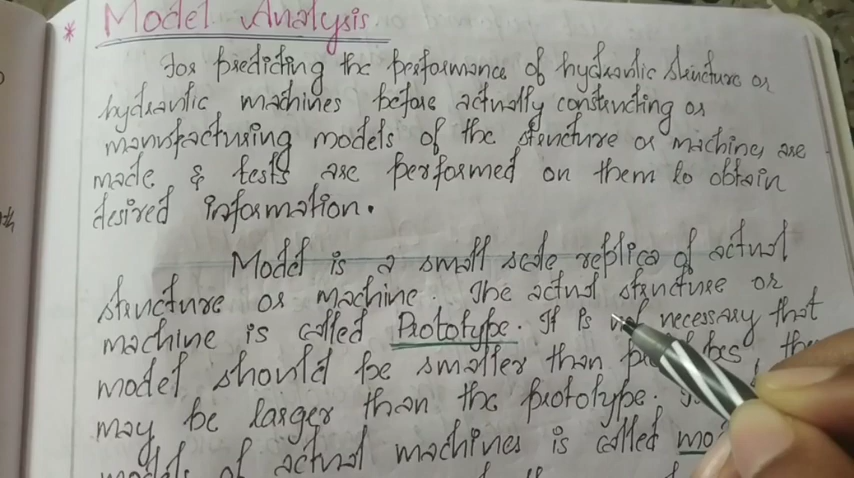 * Model Analysis
For predicting the performance of hydraulic structure or
hydraulic machines before actually constructing or
manufacturing models of the structure or machine, are
made & tests are performed on them to obtain
desired information.
Model is a small scale replica of actual
structure or machine. The actual structure or
machine is called Prototype. It is necessary that
model should be smaller than
may be larger than the prototype.
of actual machines is called